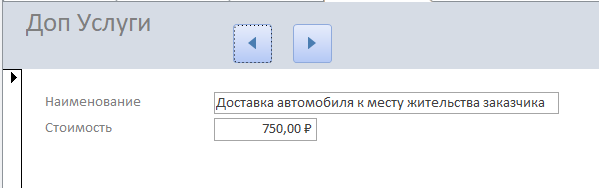 Доп Услуги
Наименование Доставка автомобиля к месту жительства заказчика
Стоимость 750,00 ₽